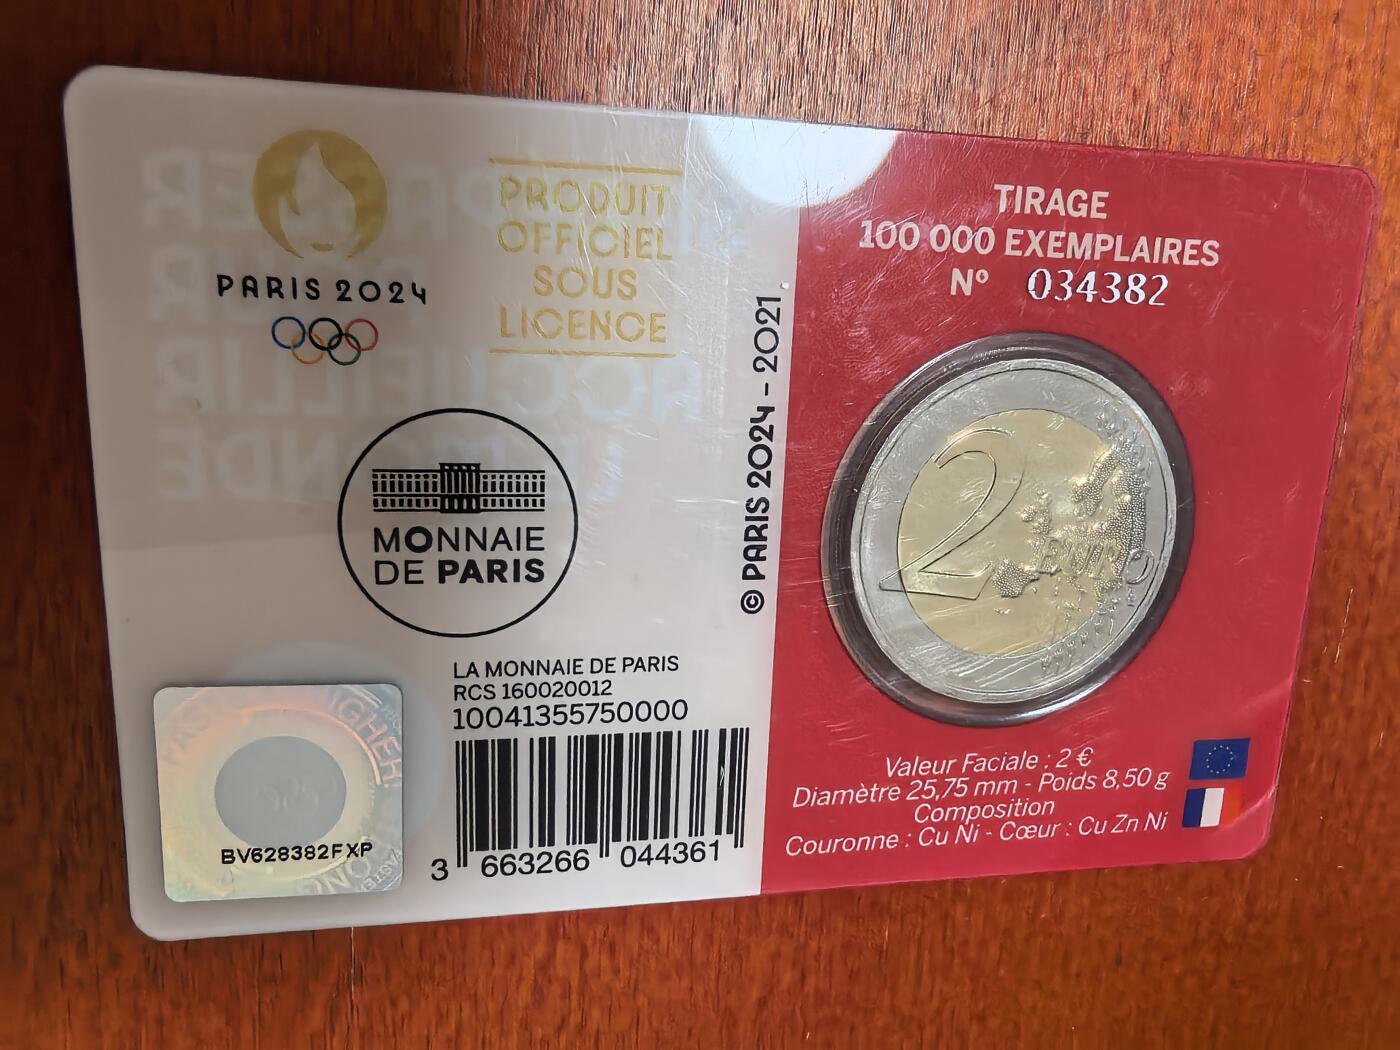 PARIS 2024
PRODUIT
OFFICIEL
SOUS
LICENCE
MONNAIE
DE PARIS
© PARIS 2024 - 2021
LA MONNAIE DE PARIS
RCS 160020012
10041355750000
3 663266 044361
BV628382FXP
TIRAGE
100 000 EXEMPLAIRES
Nº 034382
2 EURO
Valeur Faciale : 2 €
Diamètre 25,75 mm - Poids 8,50 g
Composition
Couronne : Cu Ni - Cœur : Cu Zn Ni